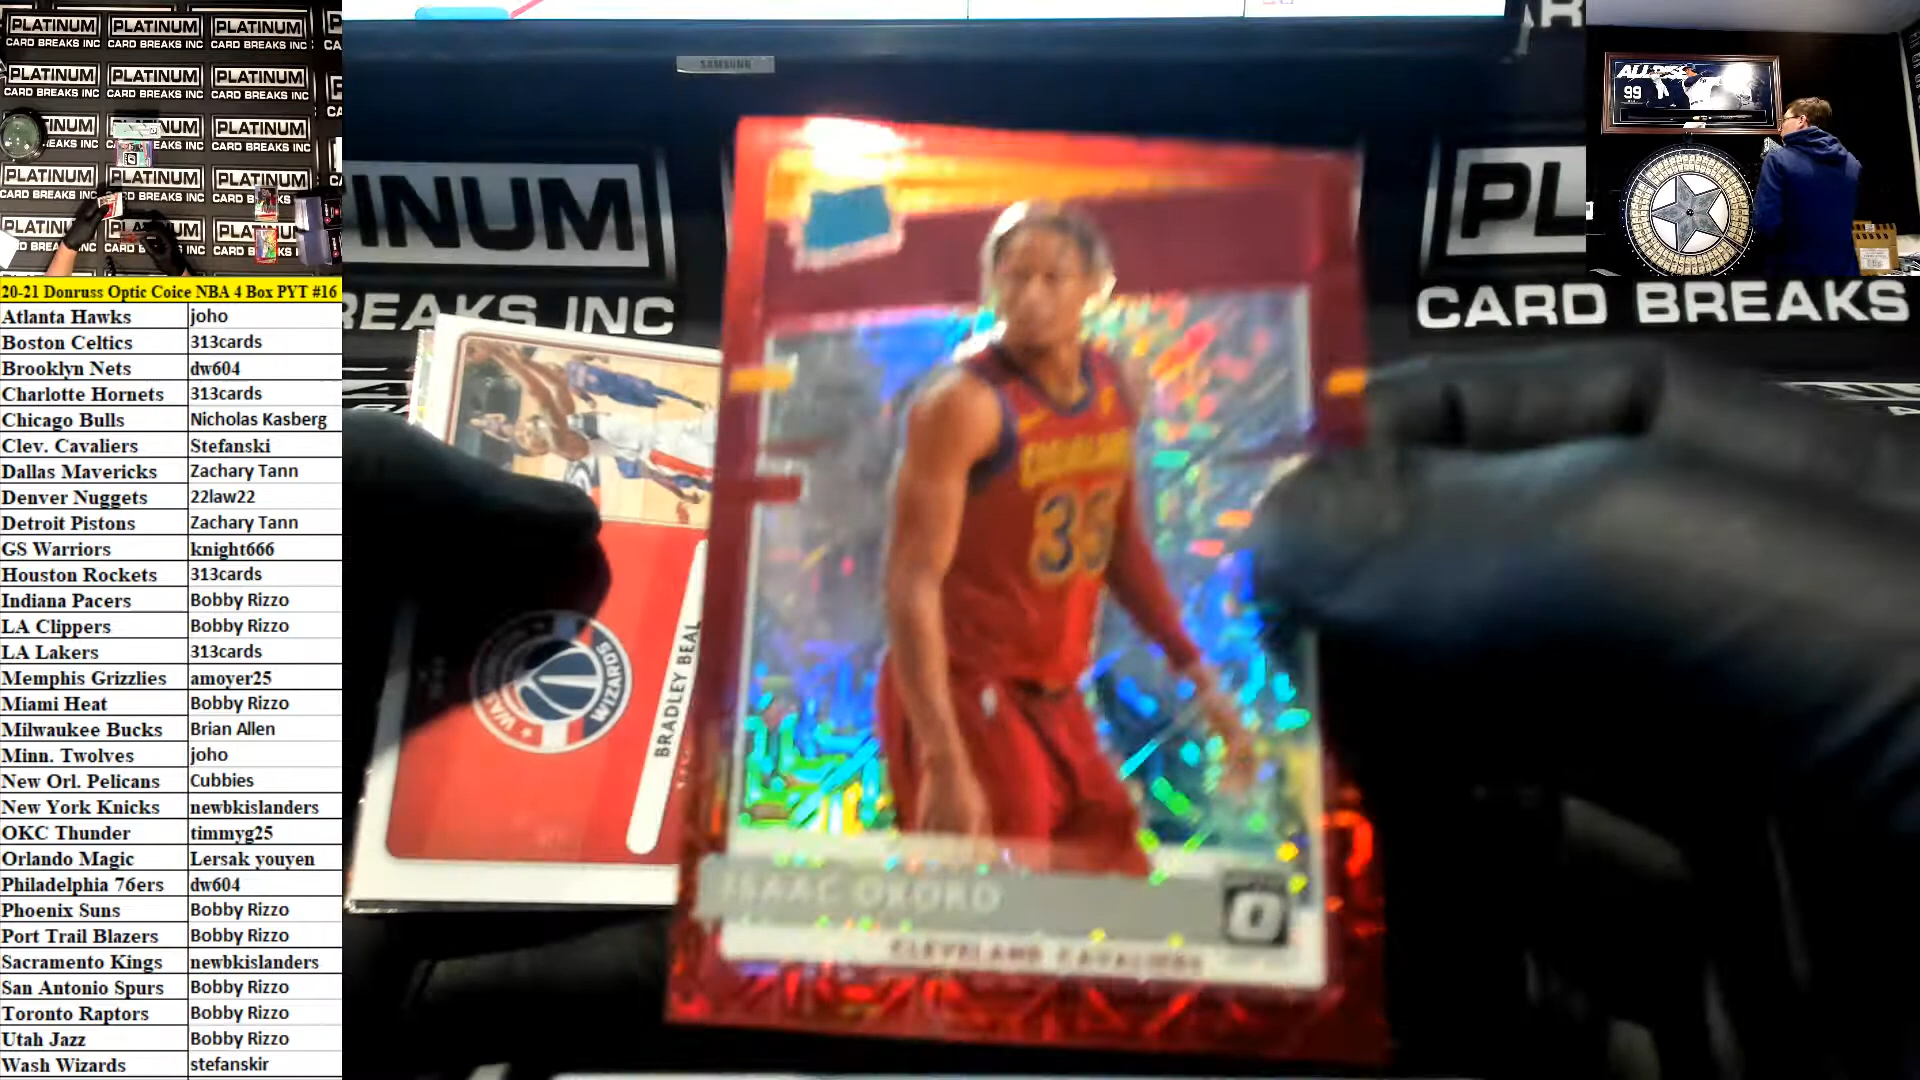 20-21 Donruss Optic Coice NBA 4 Box PYT #16
Atlanta Hawks joho
Boston Celtics 313cards
Brooklyn Nets dw604
Charlotte Hornets 313cards
Chicago Bulls Nicholas Kasberg
Clev. Cavaliers Stefanski
Dallas Mavericks Zachary Tann
Denver Nuggets 22law22
Detroit Pistons Zachary Tann
GS Warriors knight666
Houston Rockets 313cards
Indiana Pacers Bobby Rizzo
LA Clippers Bobby Rizzo
LA Lakers 313cards
Memphis Grizzlies amoyer25
Miami Heat Bobby Rizzo
Milwaukee Bucks Brian Allen
Minn. Twolves joho
New Orl. Pelicans Cubbies
New York Knicks newbkislanders
OKC Thunder timmyg25
Orlando Magic Lersak youyen
Philadelphia 76ers dw604
Phoenix Suns Bobby Rizzo
Port Trail Blazers Bobby Rizzo
Sacramento Kings newbkislanders
San Antonio Spurs Bobby Rizzo
Toronto Raptors Bobby Rizzo
Utah Jazz Bobby Rizzo
Wash Wizards stefanskir
PLATINUM PLATINUM PLATINUM
CARD BREAKS INC CARD BREAKS INC CARD BREAKS INC
PLATINUM PLATINUM PLATINUM
CARD BREAKS INC CARD BREAKS INC CARD BREAKS INC
SAMSUNG
INUM
EAKS INC
PL
CARD BREAKS
WIZARDS
BRADLEY BEAL
CLEVELAND
35
ISAAC OKORO
CLEVELAND CAVALIERS
ALL RISE
99